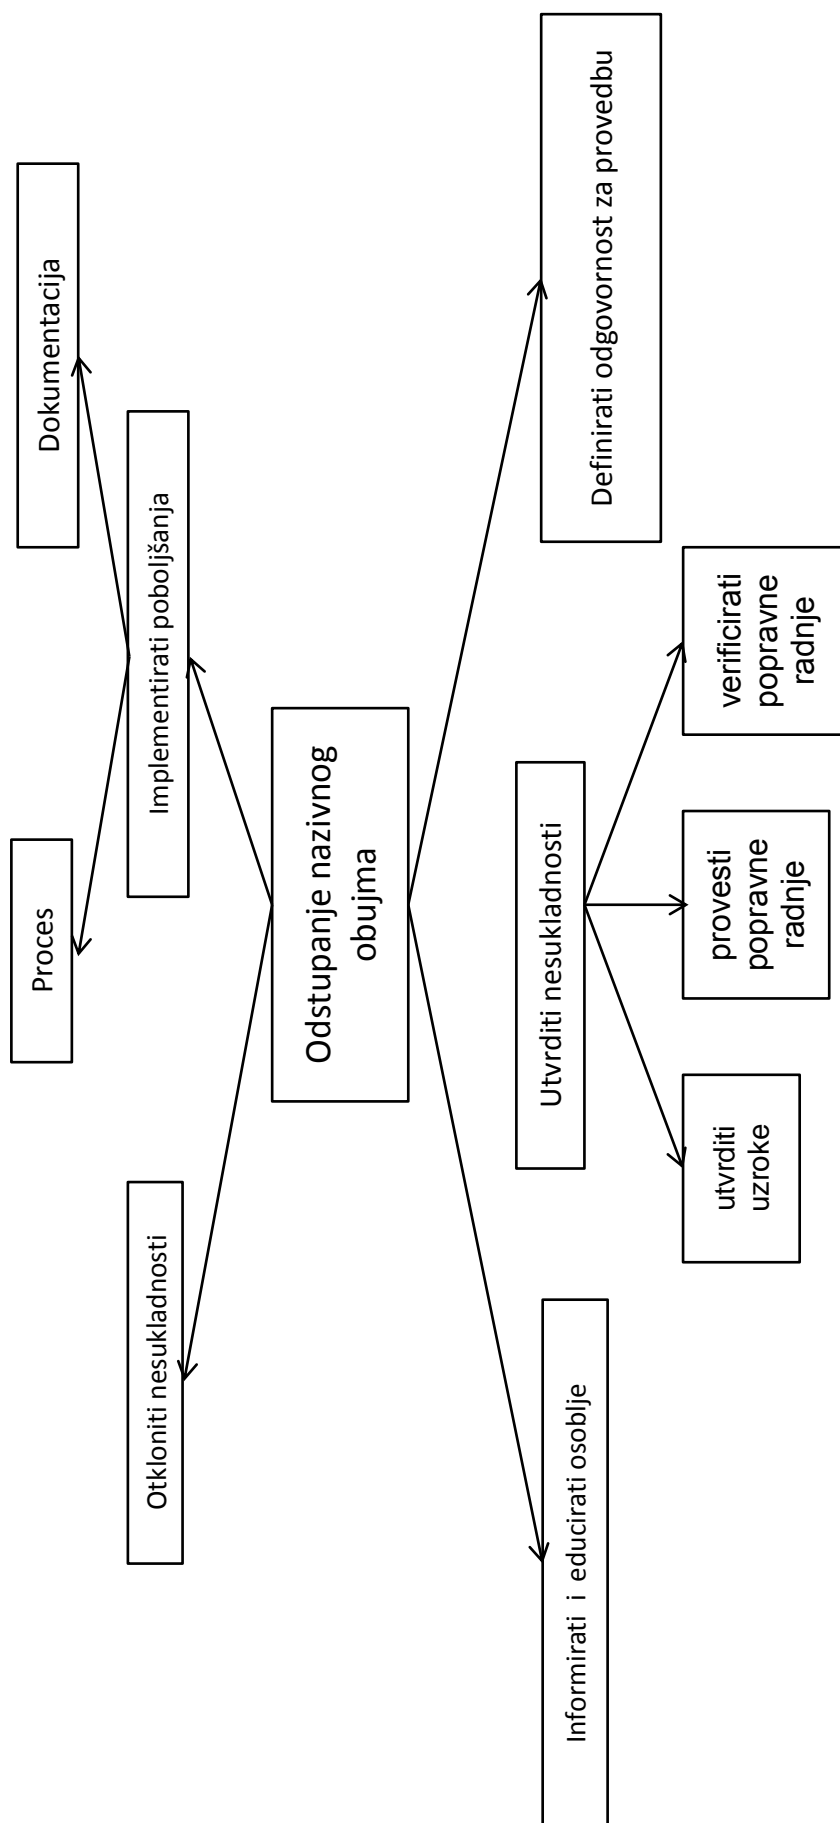 Proces
Dokumentacija
Otkloniti nesukladnosti
Implementirati poboljšanja
Odstupanje nazivnog
obujma
Informirati i educirati osoblje
Utvrditi nesukladnosti
Definirati odgovornost za provedbu
utvrditi
uzroke
provesti
popravne
radnje
verificirati
popravne
radnje